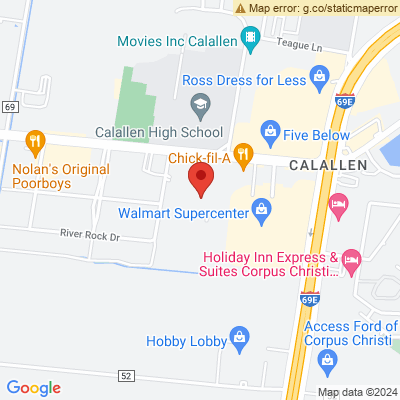 Map error: g.co/staticmaperror
Movies Inc Calallen
Teague Ln
Ross Dress for Less
69E
69
Calallen High School
Five Below
Chick-fil-A
CALALLEN
Nolan's Original
Poorboys
Walmart Supercenter
River Rock Dr
Holiday Inn Express &
Suites Corpus Christi...
69E
Access Ford of
Corpus Christi
Hobby Lobby
52
Google
Map data ©2024